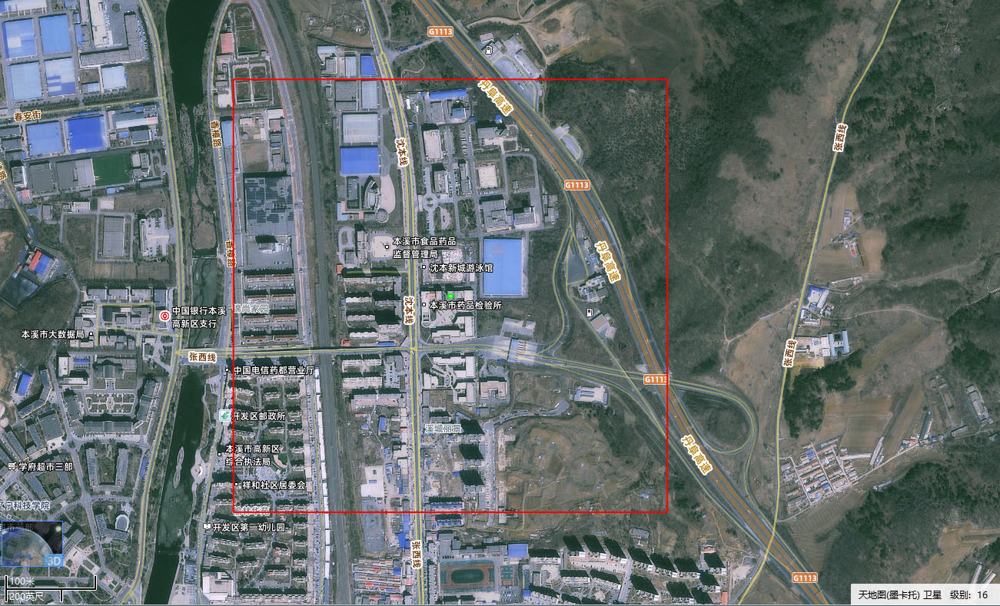 G1113
丹阜高速
春安街
香槐路
沈本线
张西线
G1113
香槐路
本溪市食品药品
监督管理局
沈本新城游泳馆
丹阜高速
沈本线
本溪市药品检验所
中国银行本溪
高新区支行
本溪市大数据局
张西线
张西线
中国电信药都营业厅
G1113
开发区邮政所
溪城丽景
丹阜高速
本溪市高新区
综合执法局
学府超市三部
祥和社区居委会
辽宁科技学院
开发区第一幼儿园
张西线
3D
100米
200英尺
G1113
天地图(墨卡托) 卫星 级别: 16